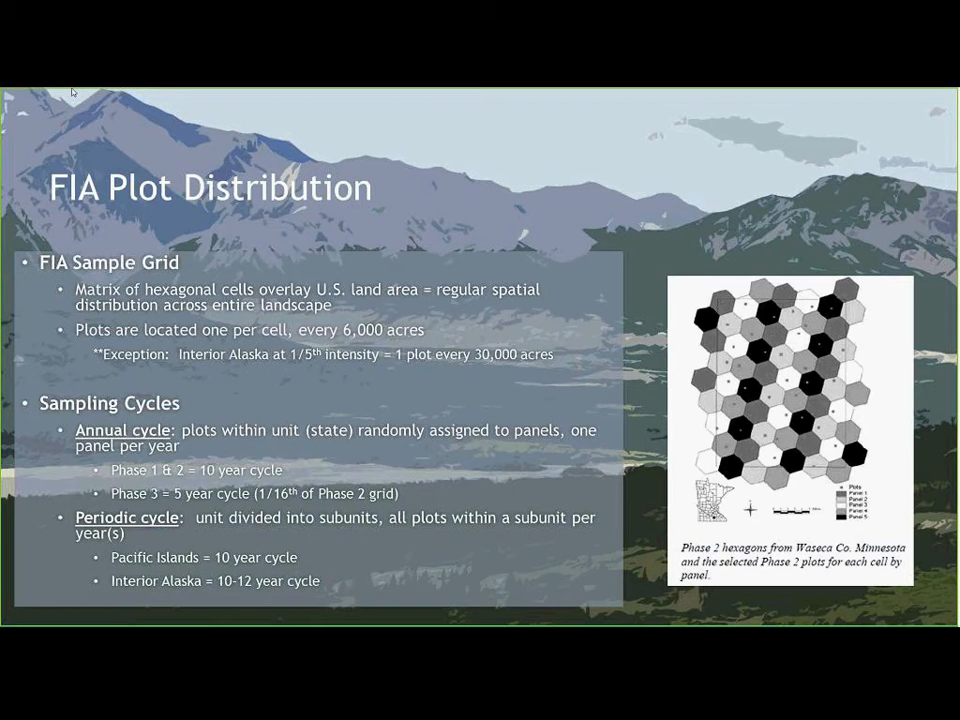 FIA Plot Distribution
• FIA Sample Grid
• Matrix of hexagonal cells overlay U.S. land area = regular spatial
distribution across entire landscape
• Plots are located one per cell, every 6,000 acres
**Exception: Interior Alaska at 1/5th intensity = 1 plot every 30,000 acres
• Sampling Cycles
• Annual cycle: plots within unit (state) randomly assigned to panels, one
panel per year
• Phase 1 & 2 = 10 year cycle
• Phase 3 = 5 year cycle (1/16th of Phase 2 grid)
• Periodic cycle: unit divided into subunits, all plots within a subunit per
year(s)
• Pacific Islands = 10 year cycle
• Interior Alaska = 10-12 year cycle
Plots
Panel 1
Panel 2
Panel 3
Panel 4
Panel 5
Phase 2 hexagons from Waseca Co. Minnesota
and the selected Phase 2 plots for each cell by
panel.